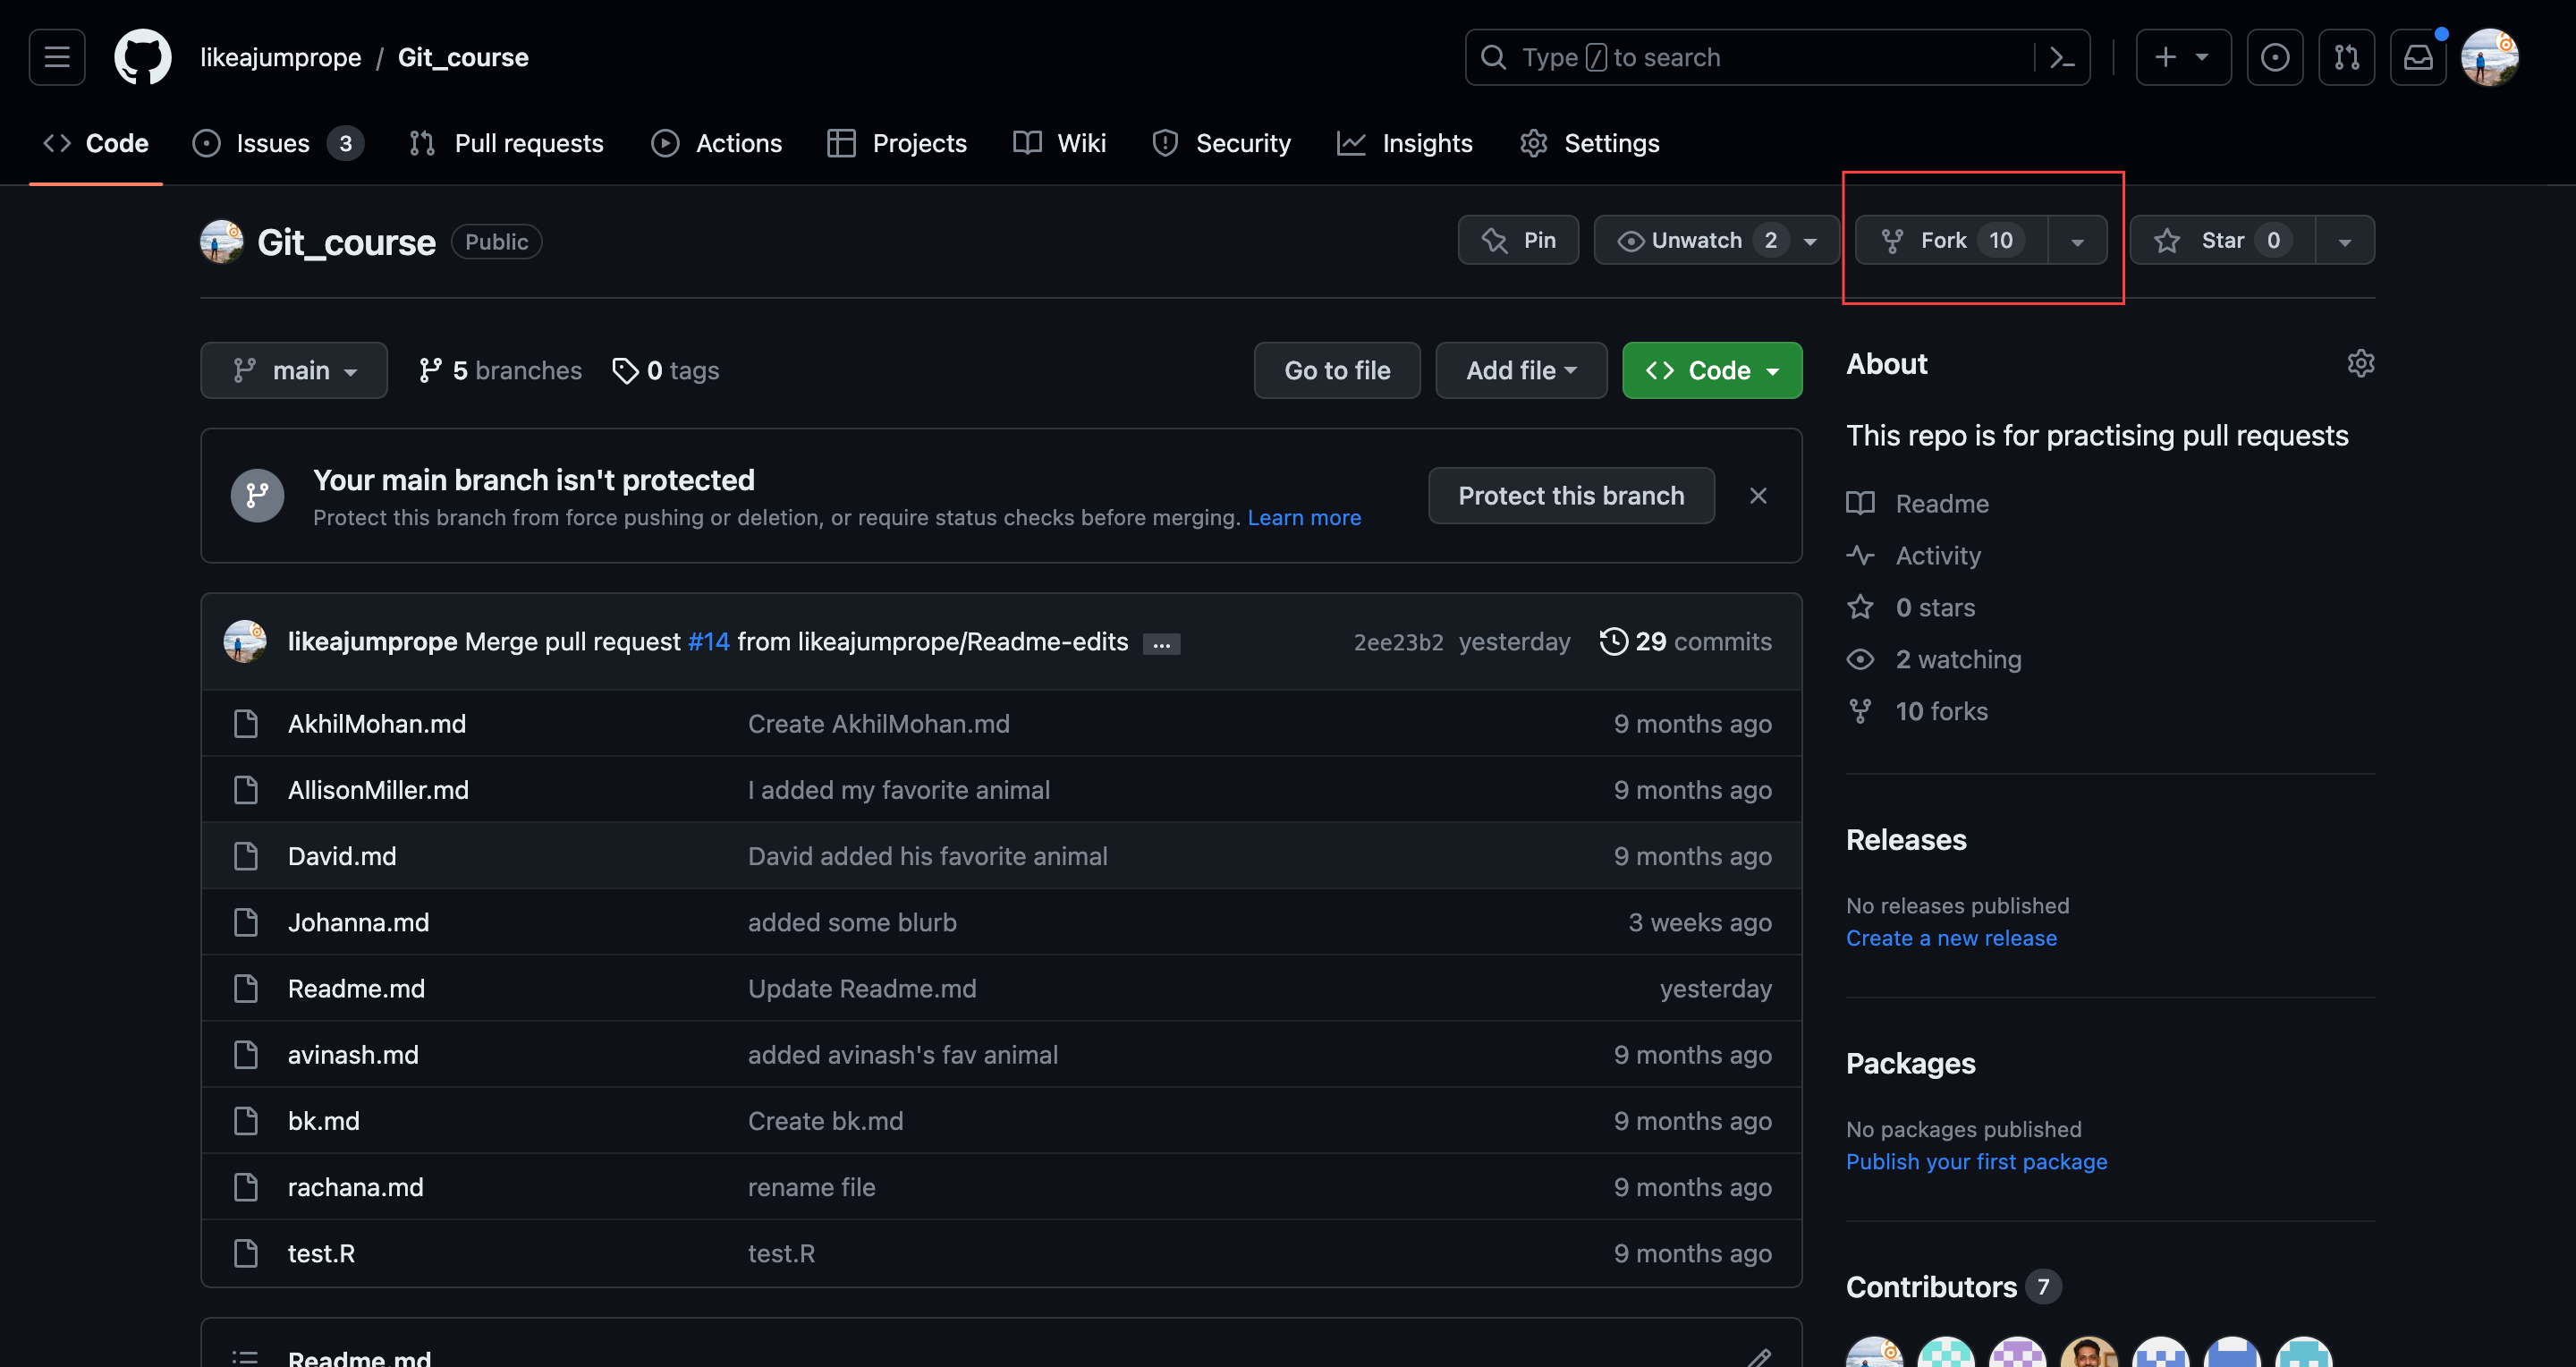 likeajumprope / Git_course
Type / to search
Code Issues 3 Pull requests Actions Projects Wiki Security Insights Settings
Git_course Public
Pin Unwatch 2 Fork 10 Star 0
main 5 branches 0 tags
Go to file Add file Code
Your main branch isn't protected
Protect this branch from force pushing or deletion, or require status checks before merging. Learn more
Protect this branch
likeajumprope Merge pull request #14 from likeajumprope/Readme-edits ... 2ee23b2 yesterday 29 commits
AkhilMohan.md Create AkhilMohan.md 9 months ago
AllisonMiller.md I added my favorite animal 9 months ago
David.md David added his favorite animal 9 months ago
Johanna.md added some blurb 3 weeks ago
Readme.md Update Readme.md yesterday
avinash.md added avinash's fav animal 9 months ago
bk.md Create bk.md 9 months ago
rachana.md rename file 9 months ago
test.R test.R 9 months ago
Readme.md
About
This repo is for practising pull requests
Readme
Activity
0 stars
2 watching
10 forks
Releases
No releases published
Create a new release
Packages
No packages published
Publish your first package
Contributors 7